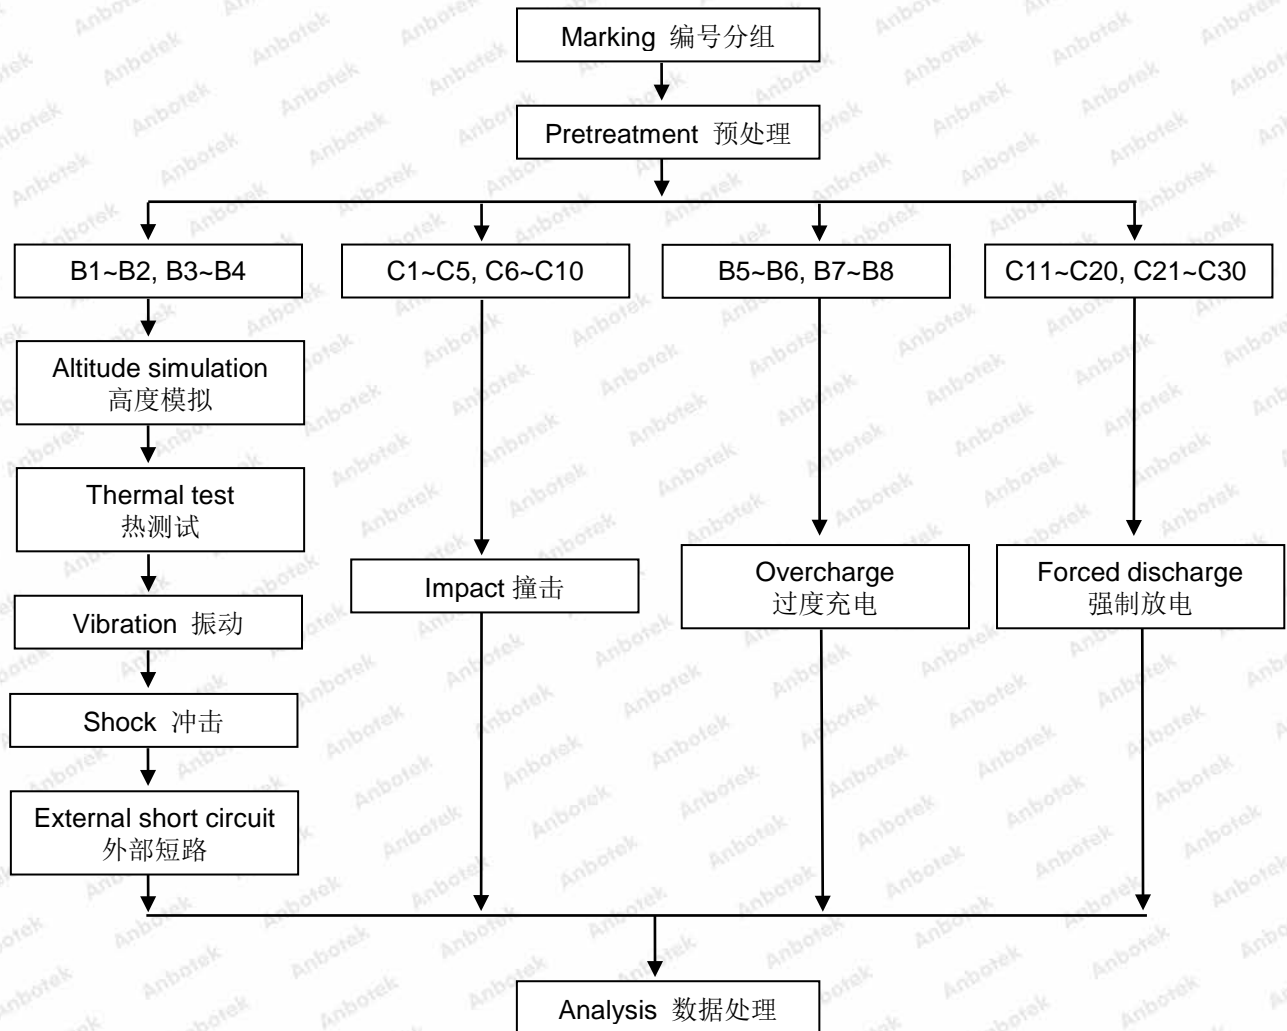 Marking 编号分组
Pretreatment 预处理
B1~B2, B3~B4
C1~C5, C6~C10
B5~B6, B7~B8
C11~C20, C21~C30
Altitude simulation
高度模拟
Thermal test
热测试
Vibration 振动
Shock 冲击
External short circuit
外部短路
Impact 撞击
Overcharge
过度充电
Forced discharge
强制放电
Analysis 数据处理
Anbotek